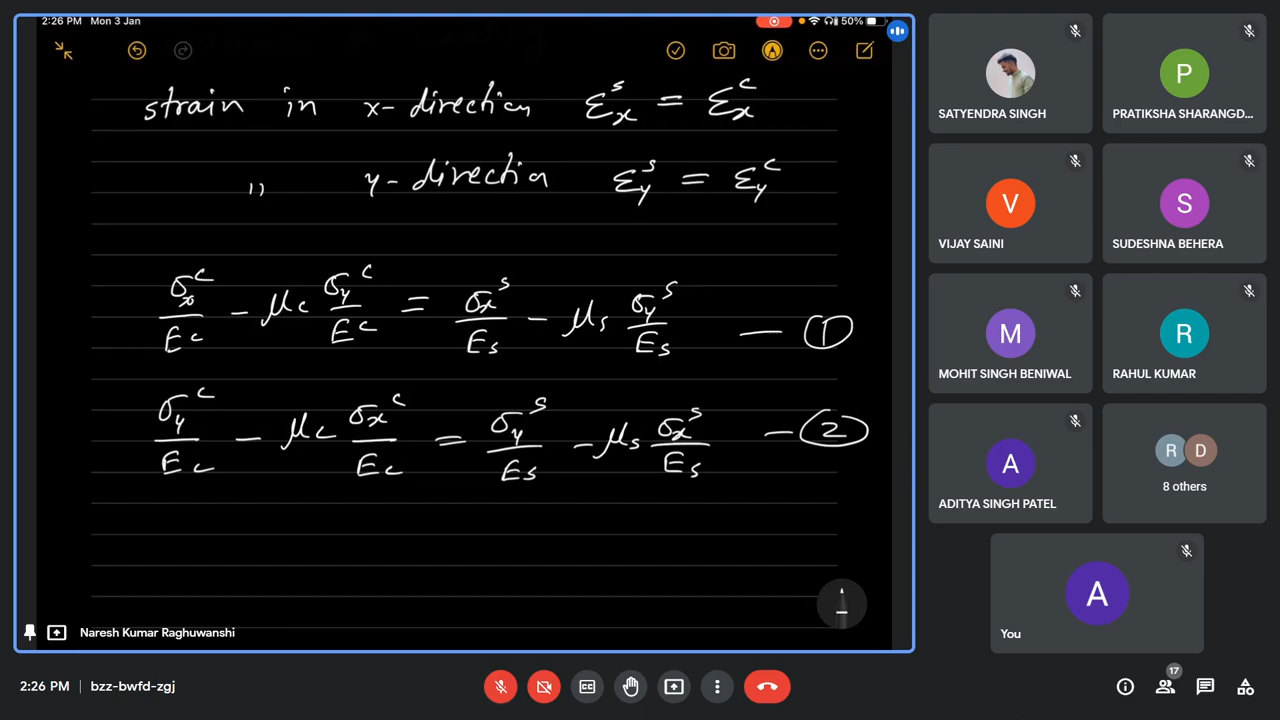 2:26 PM Mon 3 Jan 50%
strain in x-direction ε_x^s = ε_x^c
〃 y-direction ε_y^s = ε_y^c
σ_x^c/E_c - μ_c σ_y^c/E_c = σ_x^s/E_s - μ_s σ_y^s/E_s — ①
σ_y^c/E_c - μ_c σ_x^c/E_c = σ_y^s/E_s - μ_s σ_x^s/E_s — ②
Naresh Kumar Raghuwanshi
SATYENDRA SINGH
P
PRATIKSHA SHARANGD...
V
VIJAY SAINI
S
SUDESHNA BEHERA
M
MOHIT SINGH BENIWAL
R
RAHUL KUMAR
A
ADITYA SINGH PATEL
R D
8 others
A
You
2:26 PM | bzz-bwfd-zgj
17